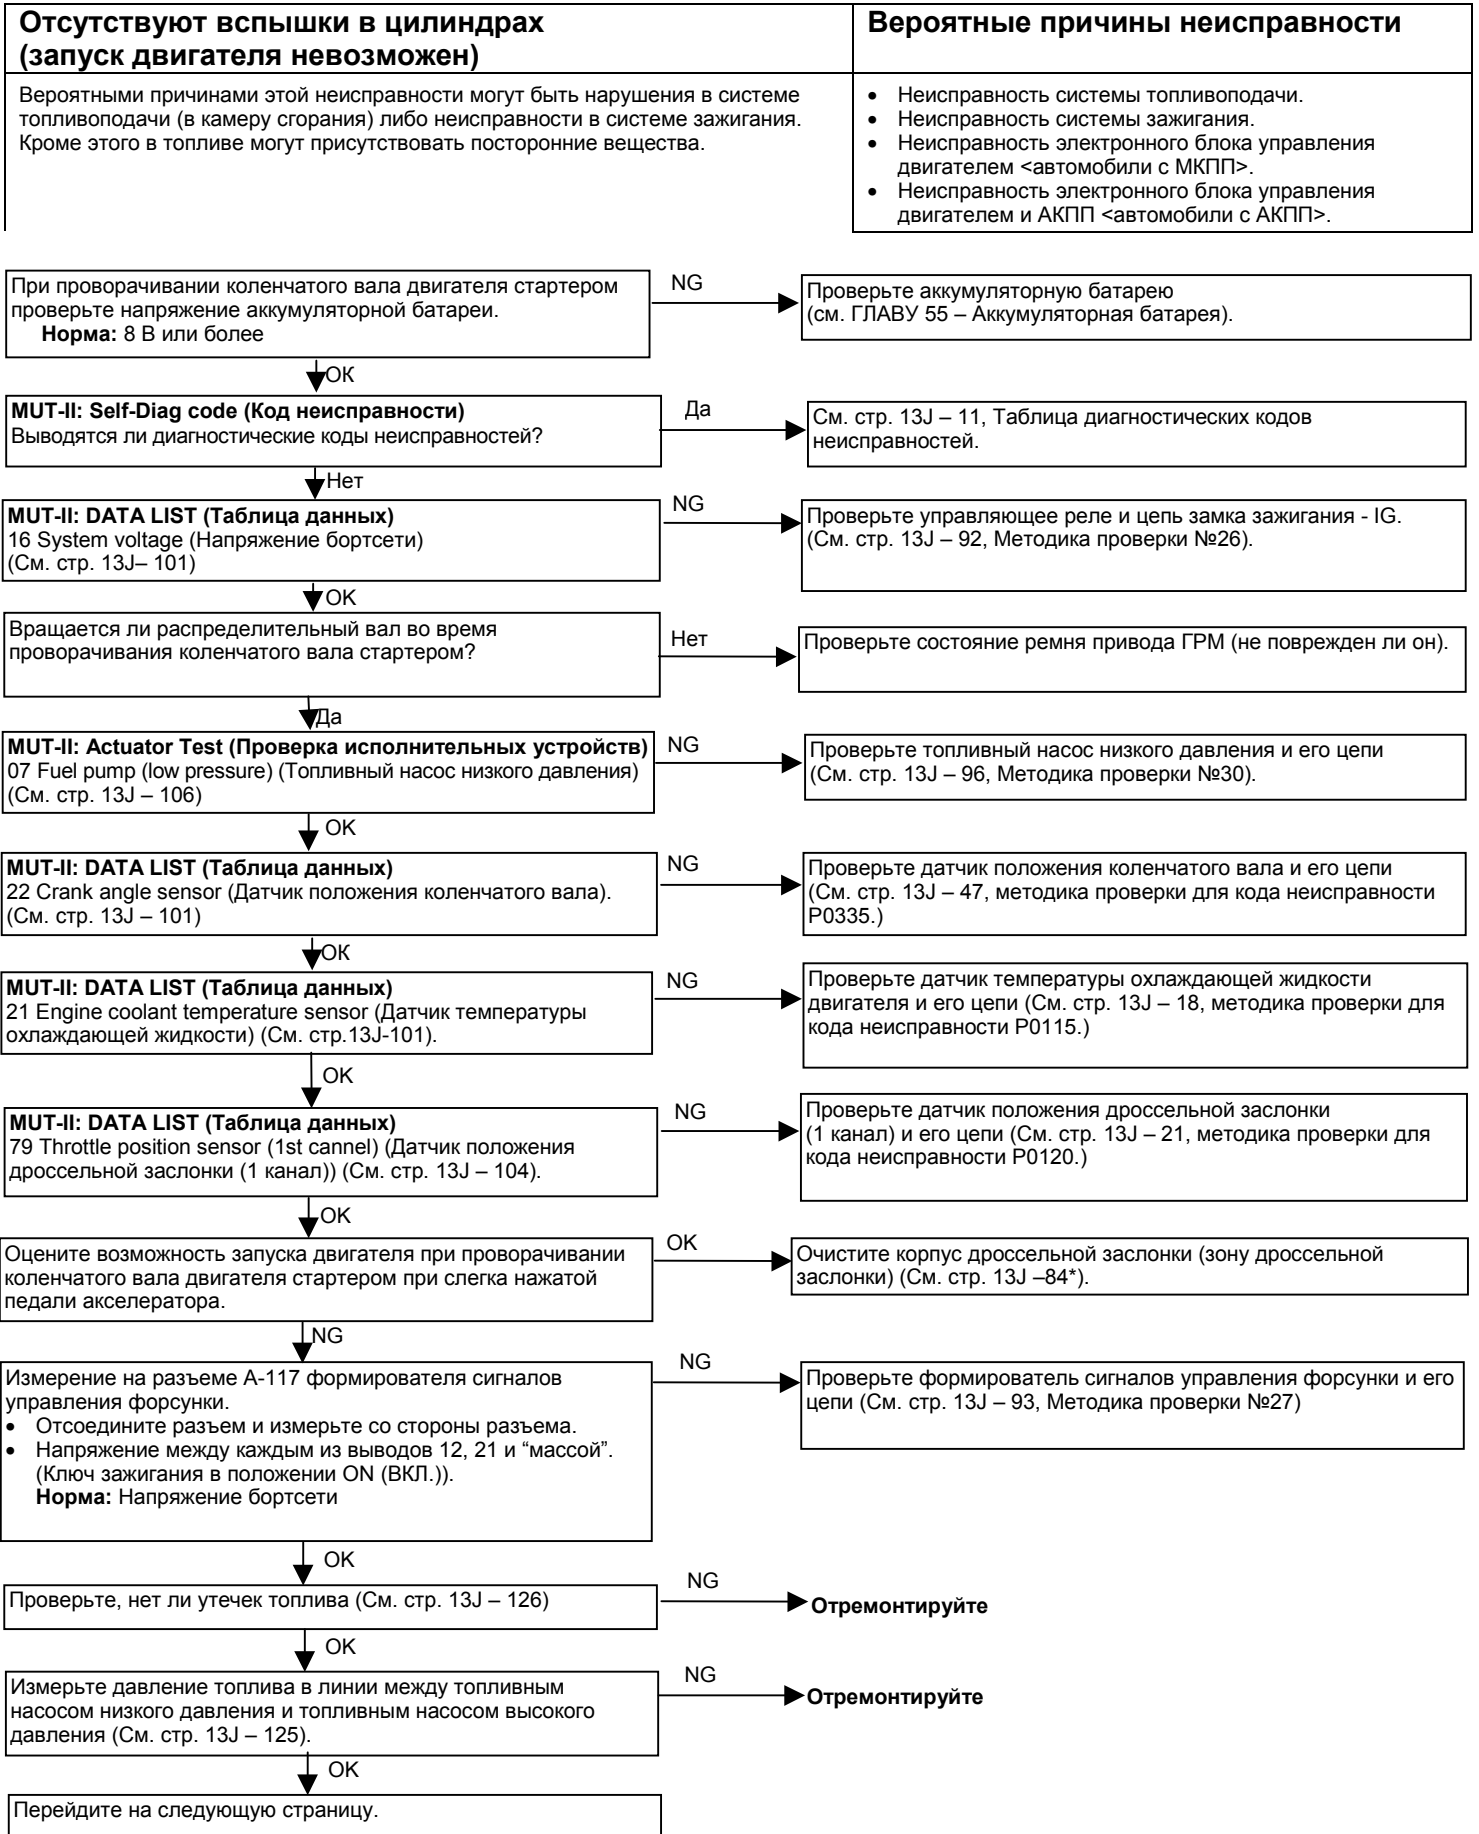 Отсутствуют вспышки в цилиндрах
(запуск двигателя невозможен)
Вероятные причины неисправности
Вероятными причинами этой неисправности могут быть нарушения в системе
топливоподачи (в камеру сгорания) либо неисправности в системе зажигания.
Кроме этого в топливе могут присутствовать посторонние вещества.
• Неисправность системы топливоподачи.
• Неисправность системы зажигания.
• Неисправность электронного блока управления
двигателем <автомобили с МКПП>.
• Неисправность электронного блока управления
двигателем и АКПП <автомобили с АКПП>.
При проворачивании коленчатого вала двигателя стартером
проверьте напряжение аккумуляторной батареи.
Норма: 8 В или более
NG
Проверьте аккумуляторную батарею
(см. ГЛАВУ 55 – Аккумуляторная батарея).
OK
MUT-II: Self-Diag code (Код неисправности)
Выводятся ли диагностические коды неисправностей?
Да
См. стр. 13J – 11, Таблица диагностических кодов
неисправностей.
Нет
MUT-II: DATA LIST (Таблица данных)
16 System voltage (Напряжение бортсети)
(См. стр. 13J– 101)
NG
Проверьте управляющее реле и цепь замка зажигания - IG.
(См. стр. 13J – 92, Методика проверки №26).
OK
Вращается ли распределительный вал во время
проворачивания коленчатого вала стартером?
Нет
Проверьте состояние ремня привода ГРМ (не поврежден ли он).
Да
MUT-II: Actuator Test (Проверка исполнительных устройств)
07 Fuel pump (low pressure) (Топливный насос низкого давления)
(См. стр. 13J – 106)
NG
Проверьте топливный насос низкого давления и его цепи
(См. стр. 13J – 96, Методика проверки №30).
OK
MUT-II: DATA LIST (Таблица данных)
22 Crank angle sensor (Датчик положения коленчатого вала).
(См. стр. 13J – 101)
NG
Проверьте датчик положения коленчатого вала и его цепи
(См. стр. 13J – 47, методика проверки для кода неисправности
P0335.)
OK
MUT-II: DATA LIST (Таблица данных)
21 Engine coolant temperature sensor (Датчик температуры
охлаждающей жидкости) (См. стр.13J-101).
NG
Проверьте датчик температуры охлаждающей жидкости
двигателя и его цепи (См. стр. 13J – 18, методика проверки для
кода неисправности P0115.)
OK
MUT-II: DATA LIST (Таблица данных)
79 Throttle position sensor (1st cannel) (Датчик положения
дроссельной заслонки (1 канал)) (См. стр. 13J – 104).
NG
Проверьте датчик положения дроссельной заслонки
(1 канал) и его цепи (См. стр. 13J – 21, методика проверки для
кода неисправности P0120.)
OK
Оцените возможность запуска двигателя при проворачивании
коленчатого вала двигателя стартером при слегка нажатой
педали акселератора.
OK
Очистите корпус дроссельной заслонки (зону дроссельной
заслонки) (См. стр. 13J –84*).
NG
Измерение на разъеме A-117 формирователя сигналов
управления форсунки.
• Отсоедините разъем и измерьте со стороны разъема.
• Напряжение между каждым из выводов 12, 21 и “массой”.
(Ключ зажигания в положении ON (ВКЛ.)).
Норма: Напряжение бортсети
NG
Проверьте формирователь сигналов управления форсунки и его
цепи (См. стр. 13J – 93, Методика проверки №27)
OK
Проверьте, нет ли утечек топлива (См. стр. 13J – 126)
NG
Отремонтируйте
OK
Измерьте давление топлива в линии между топливным
насосом низкого давления и топливным насосом высокого
давления (См. стр. 13J – 125).
NG
Отремонтируйте
OK
Перейдите на следующую страницу.